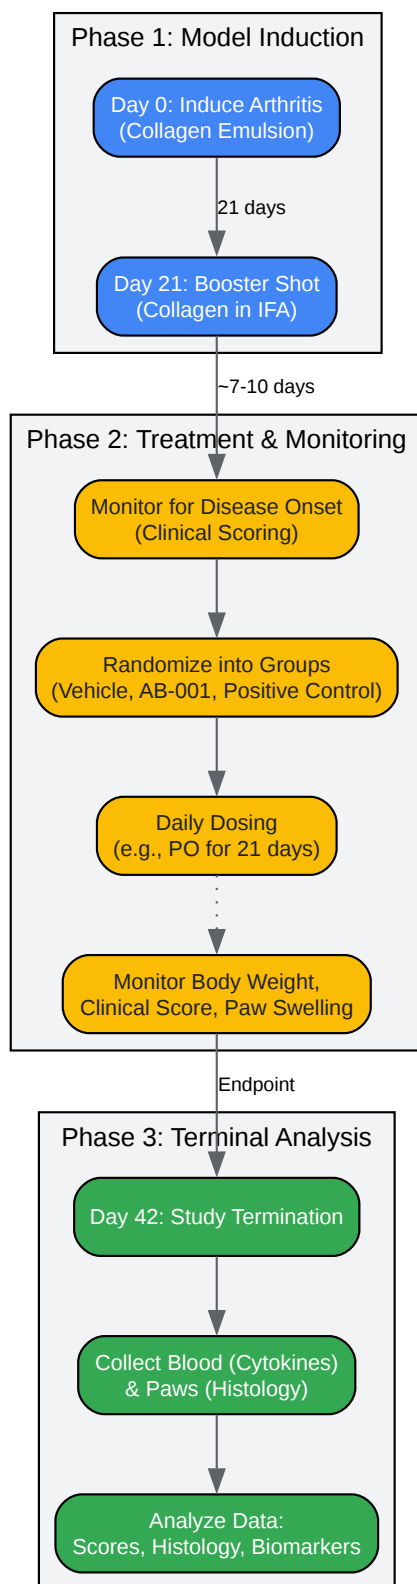 Phase 1: Model Induction
Day 0: Induce Arthritis
(Collagen Emulsion)
21 days
Day 21: Booster Shot
(Collagen in IFA)
~7-10 days
Phase 2: Treatment & Monitoring
Monitor for Disease Onset
(Clinical Scoring)
Randomize into Groups
(Vehicle, AB-001, Positive Control)
Daily Dosing
(e.g., PO for 21 days)
Monitor Body Weight,
Clinical Score, Paw Swelling
Endpoint
Phase 3: Terminal Analysis
Day 42: Study Termination
Collect Blood (Cytokines)
& Paws (Histology)
Analyze Data:
Scores, Histology, Biomarkers